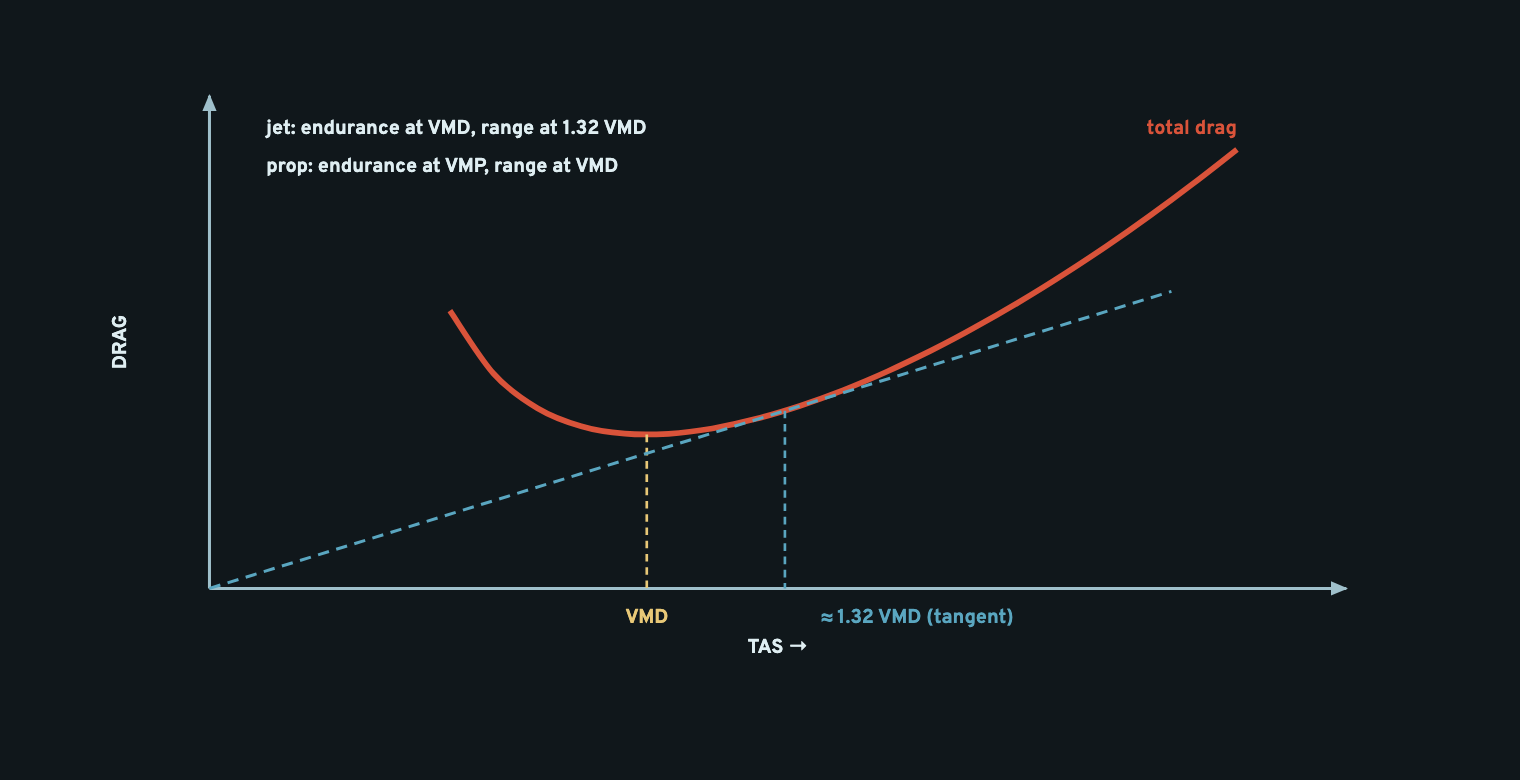 jet: endurance at VMD, range at 1.32 VMD
total drag
prop: endurance at VMP, range at VMD
DRAG
VMD
≈ 1.32 VMD (tangent)
TAS →